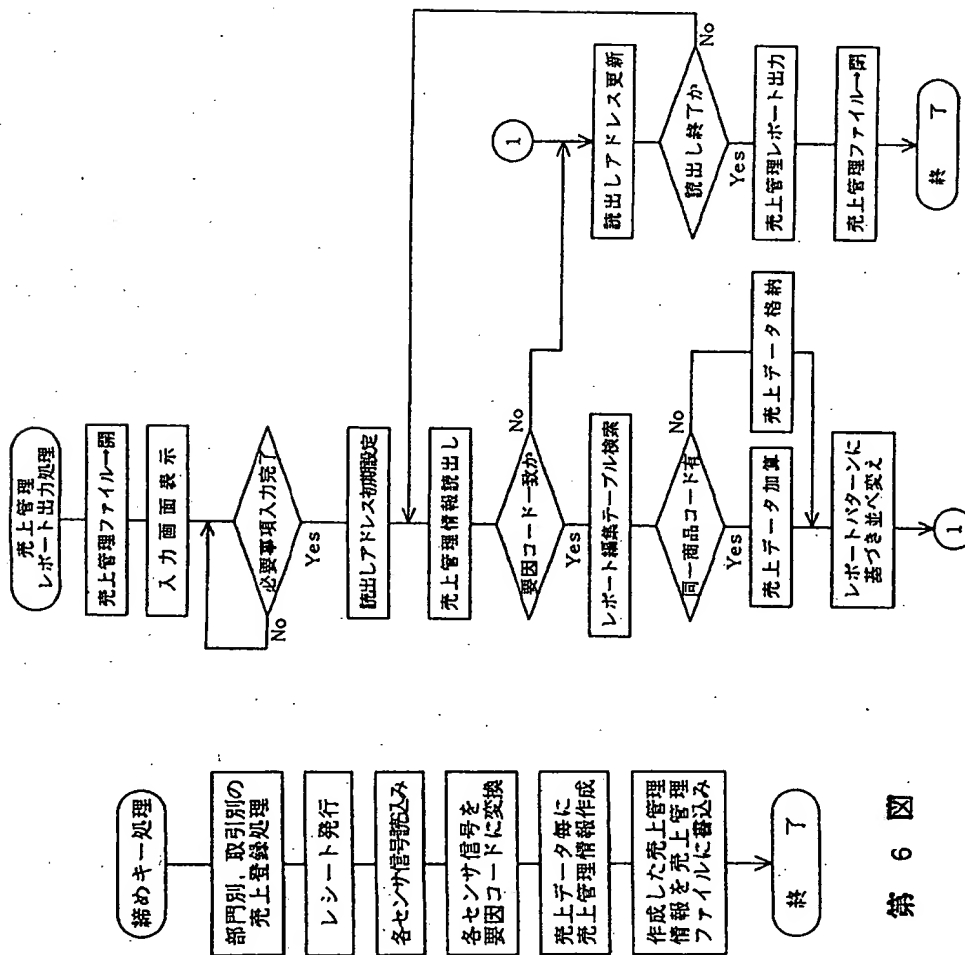 締めキー処理
部門別,取引別の
売上登録処理
レシート発行
各センサ信号読込み
各センサ信号を
要因コードに変換
売上データ毎に
売上管理情報作成
作成した売上管理
情報を売上管理
ファイルに書込み
終 了
第 6 図
売上管理
レポート出力処理
売上管理ファイル→開
入力画面表示
必要事項入力完了
No
Yes
読出しアドレス初期設定
売上管理情報読出し
要因コード一致か
No
Yes
レポート編集テーブル検索
同一商品コード有
No
Yes
売上データ加算
売上データ格納
レポートパターンに
基づき並べ変え
1
1
読出しアドレス更新
読出し終了か
No
Yes
売上管理レポート出力
売上管理ファイル→閉
終 了